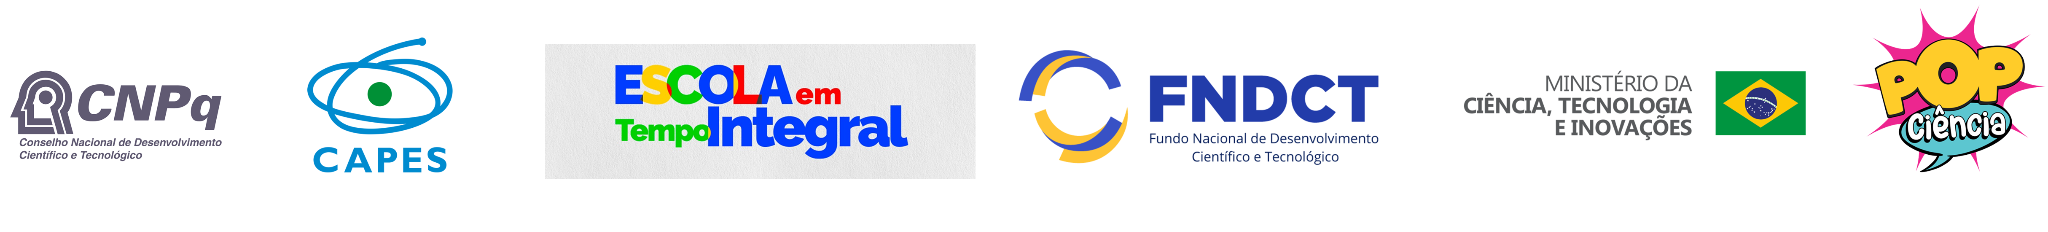 CNPq
Conselho Nacional de Desenvolvimento
Científico e Tecnológico
CAPES
ESCOLA em
Tempo Integral
FNDCT
Fundo Nacional de Desenvolvimento
Científico e Tecnológico
MINISTÉRIO DA
CIÊNCIA, TECNOLOGIA
E INOVAÇÕES
POP
Ciência